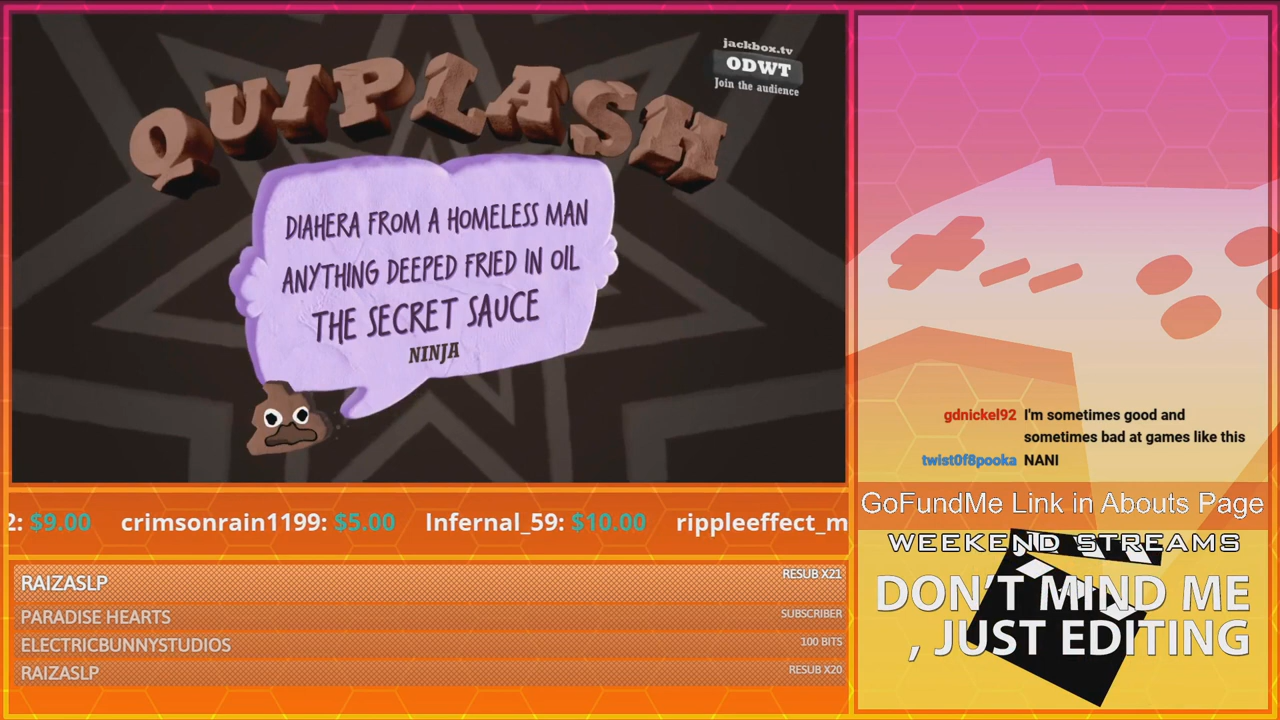 jackbox.tv
ODWT
Join the audience
QUIPLASH
DIAHERA FROM A HOMELESS MAN
ANYTHING DEEPED FRIED IN OIL
THE SECRET SAUCE
NINJA
gdnickel92 I'm sometimes good and
sometimes bad at games like this
twist0f8pooka NANI
GoFundMe Link in Abouts Page
WEEKEND STREAMS
DON'T MIND ME
, JUST EDITING
2: $9.00 crimsonrain1199: $5.00 Infernal_59: $10.00 rippleeffect_m
RAIZASLP RESUB X21
PARADISE HEARTS SUBSCRIBER
ELECTRICBUNNYSTUDIOS 100 BITS
RAIZASLP RESUB X20